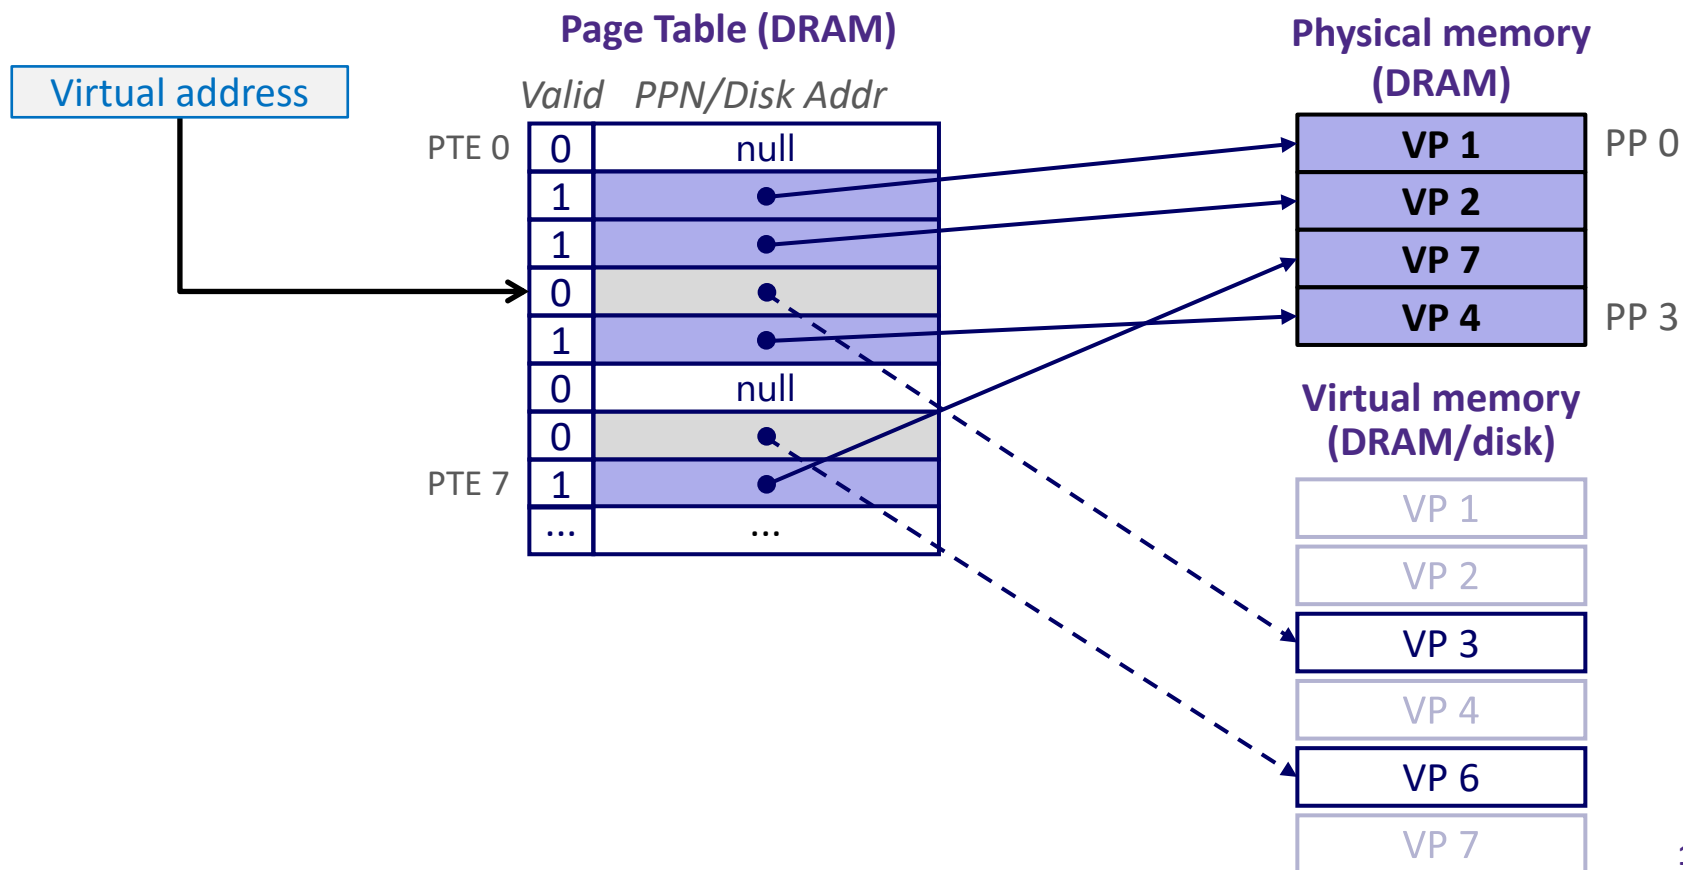 Page Table (DRAM)
Physical memory
(DRAM)
Virtual address
Valid PPN/Disk Addr
PTE 0 0 null
1
1
0
1
0 null
0
PTE 7 1
... ...
VP 1 PP 0
VP 2
VP 7
VP 4 PP 3
Virtual memory
(DRAM/disk)
VP 1
VP 2
VP 3
VP 4
VP 6
VP 7